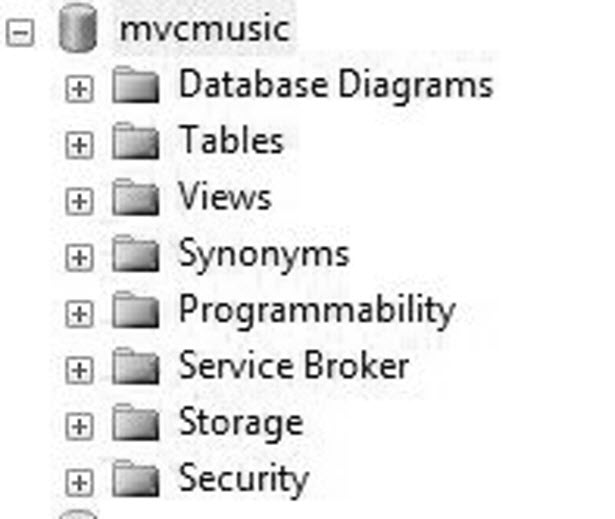 mvcmusic
Database Diagrams
Tables
Views
Synonyms
Programmability
Service Broker
Storage
Security